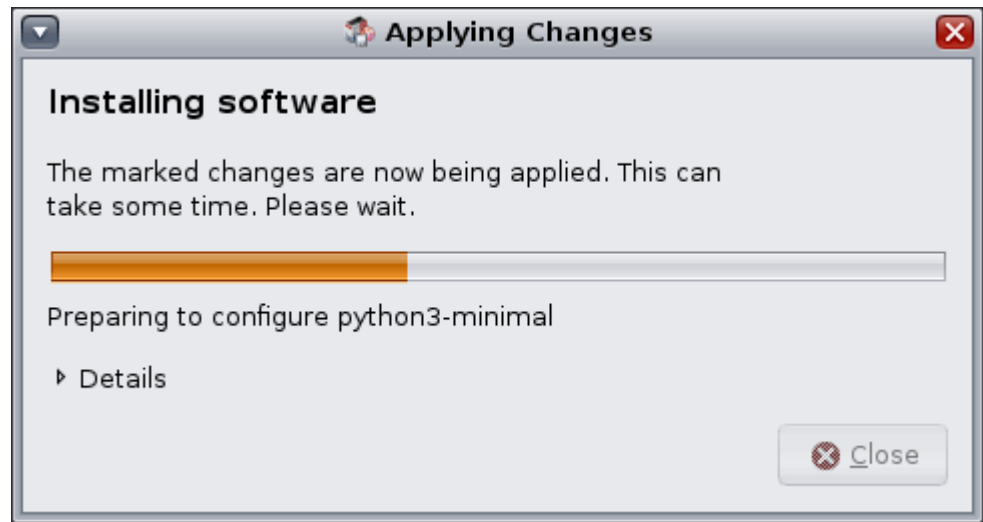 Applying Changes
Installing software
The marked changes are now being applied. This can
take some time. Please wait.
Preparing to configure python3-minimal
Details
Close